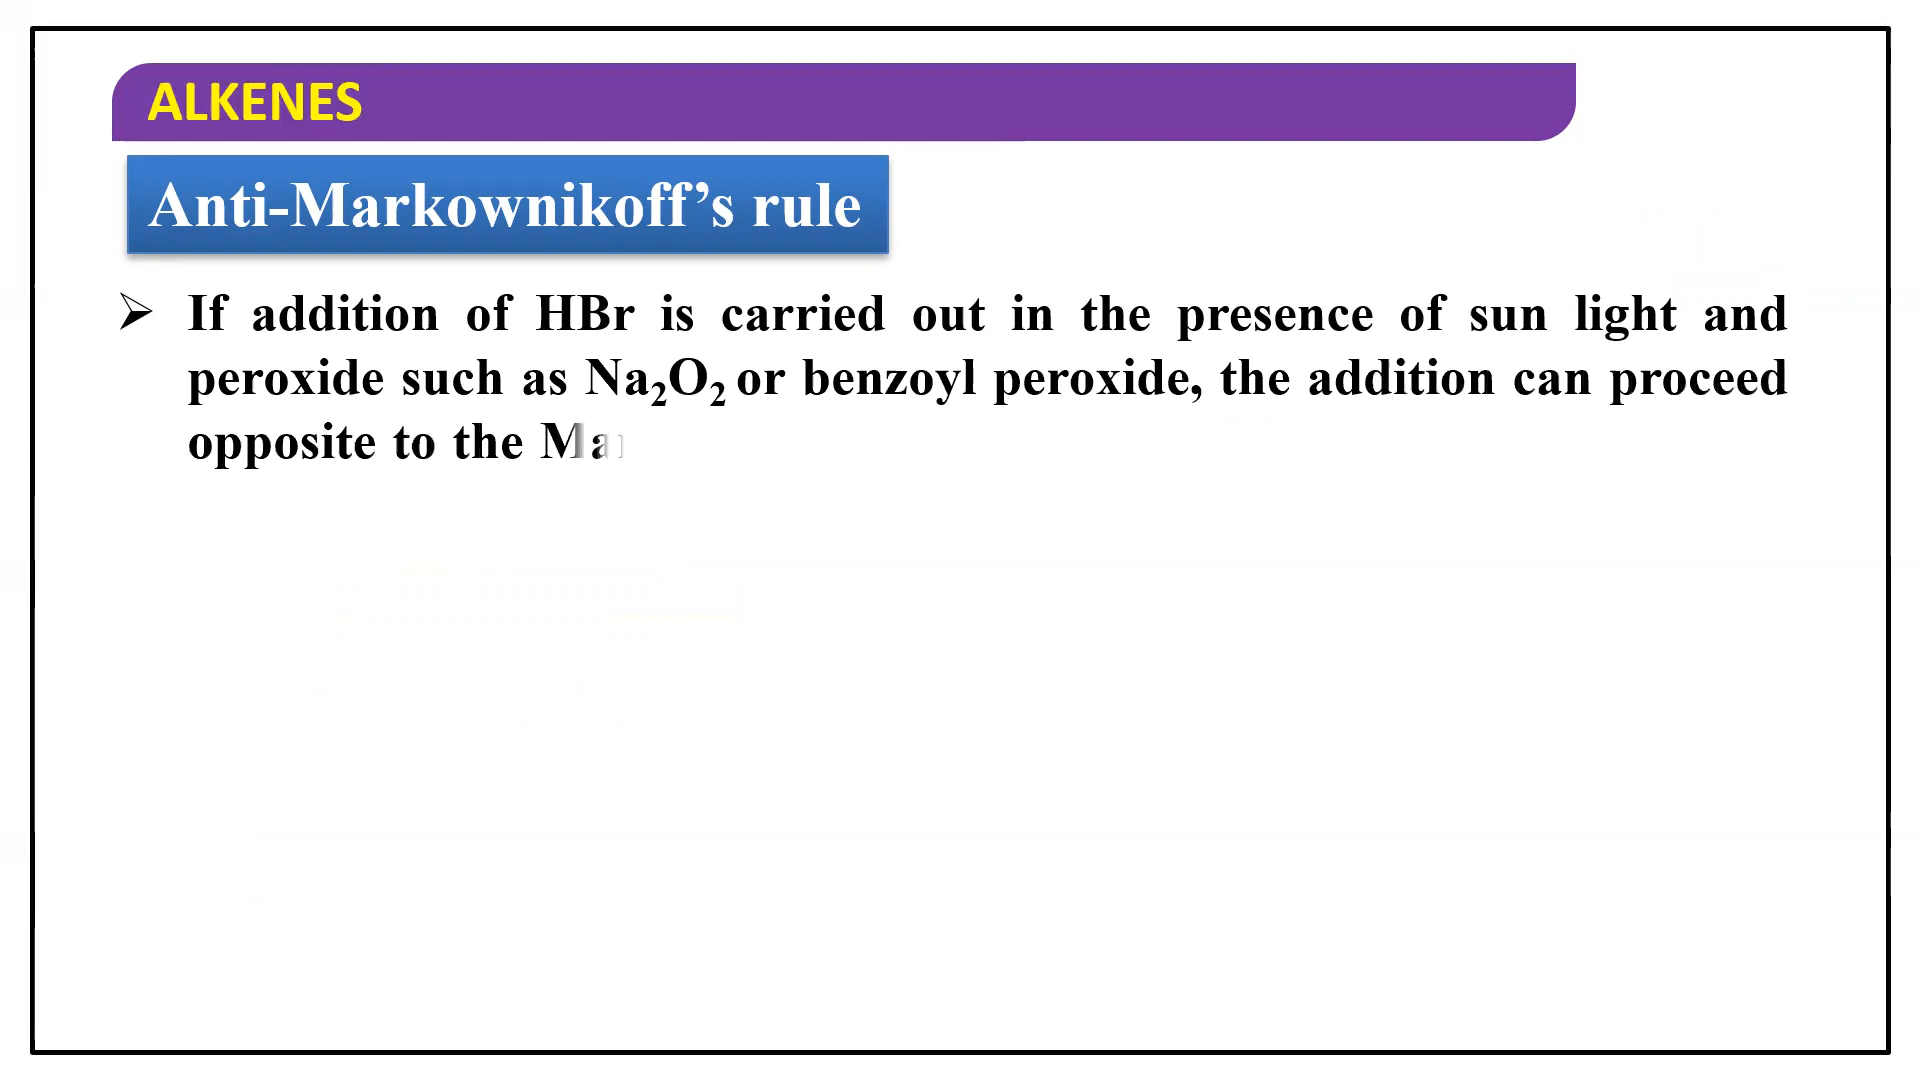 ALKENES
Anti-Markownikoff’s rule
➢ If addition of HBr is carried out in the presence of sun light and
peroxide such as Na₂O₂ or benzoyl peroxide, the addition can proceed
opposite to the